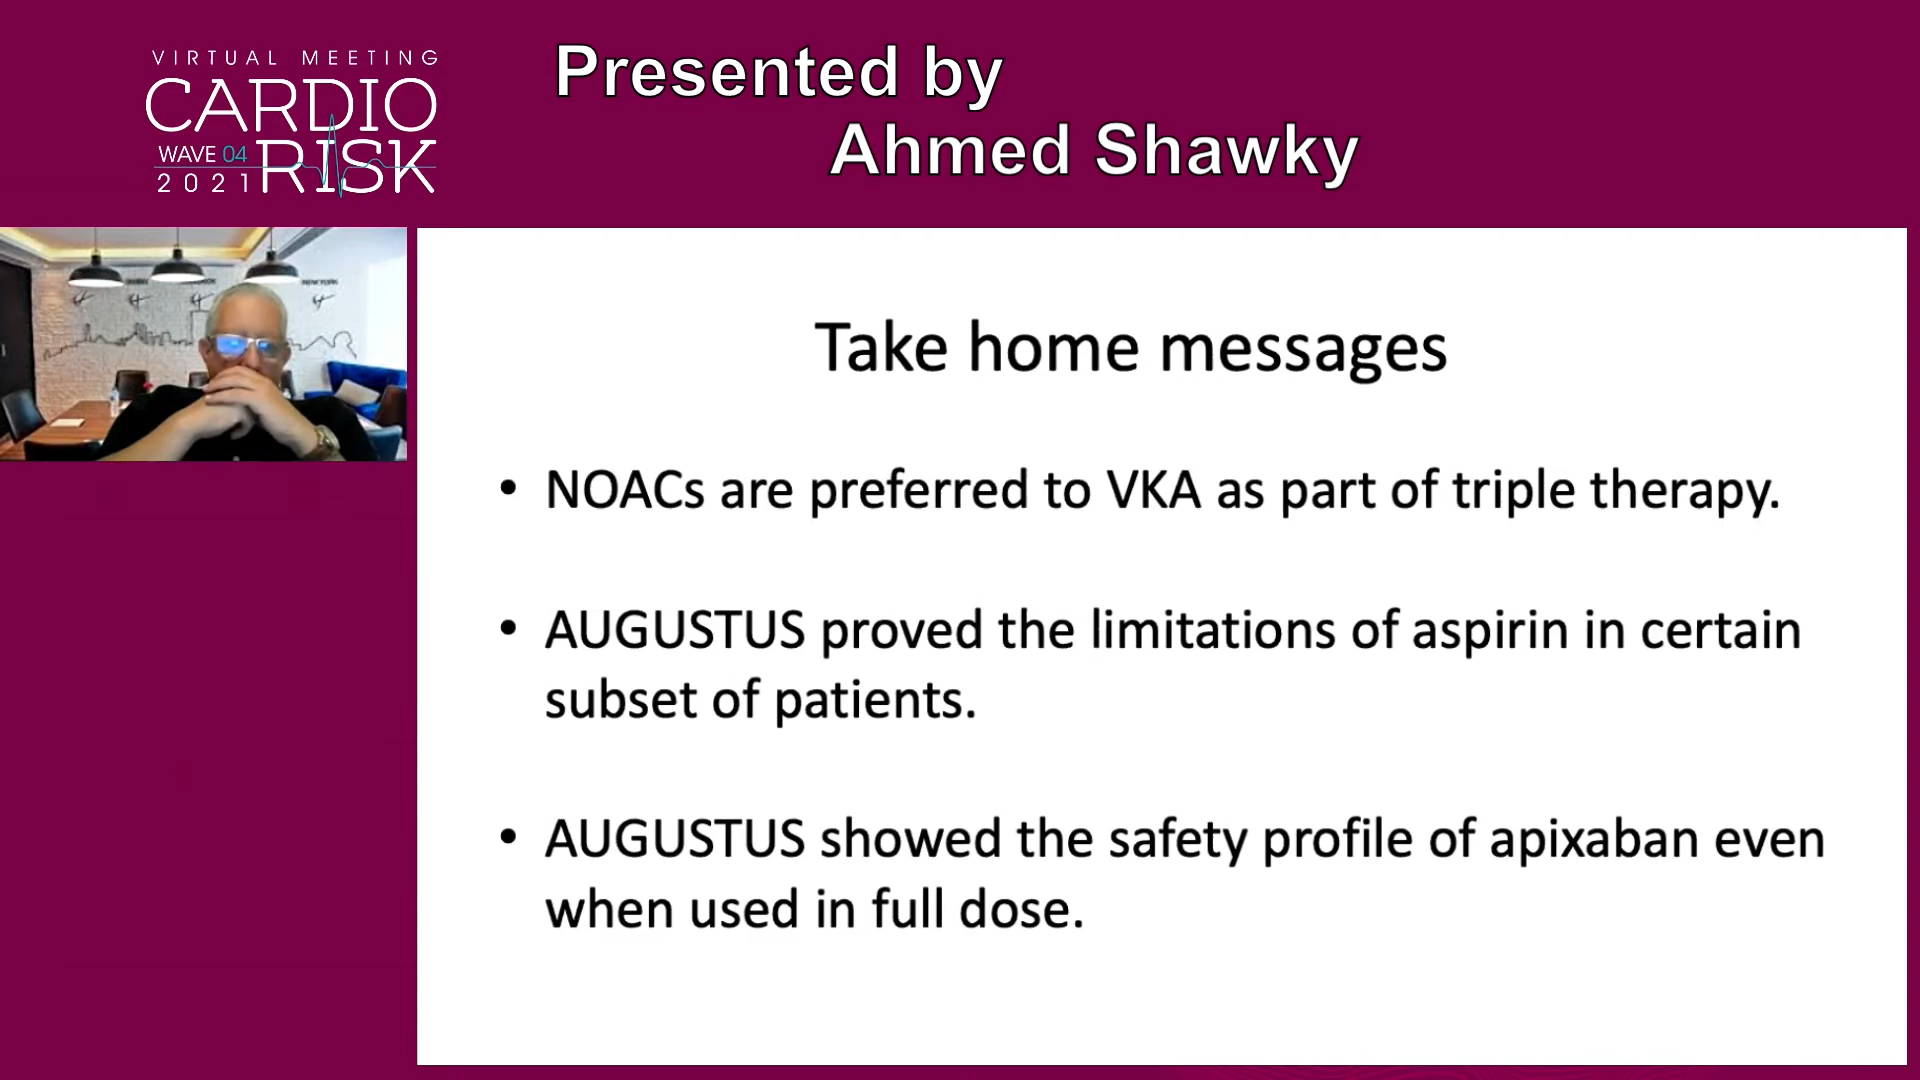 VIRTUAL MEETING
CARDIO
WAVE 04
RISK
2021
Presented by
Ahmed Shawky
NEW YORK
Take home messages
• NOACs are preferred to VKA as part of triple therapy.
• AUGUSTUS proved the limitations of aspirin in certain
subset of patients.
• AUGUSTUS showed the safety profile of apixaban even
when used in full dose.